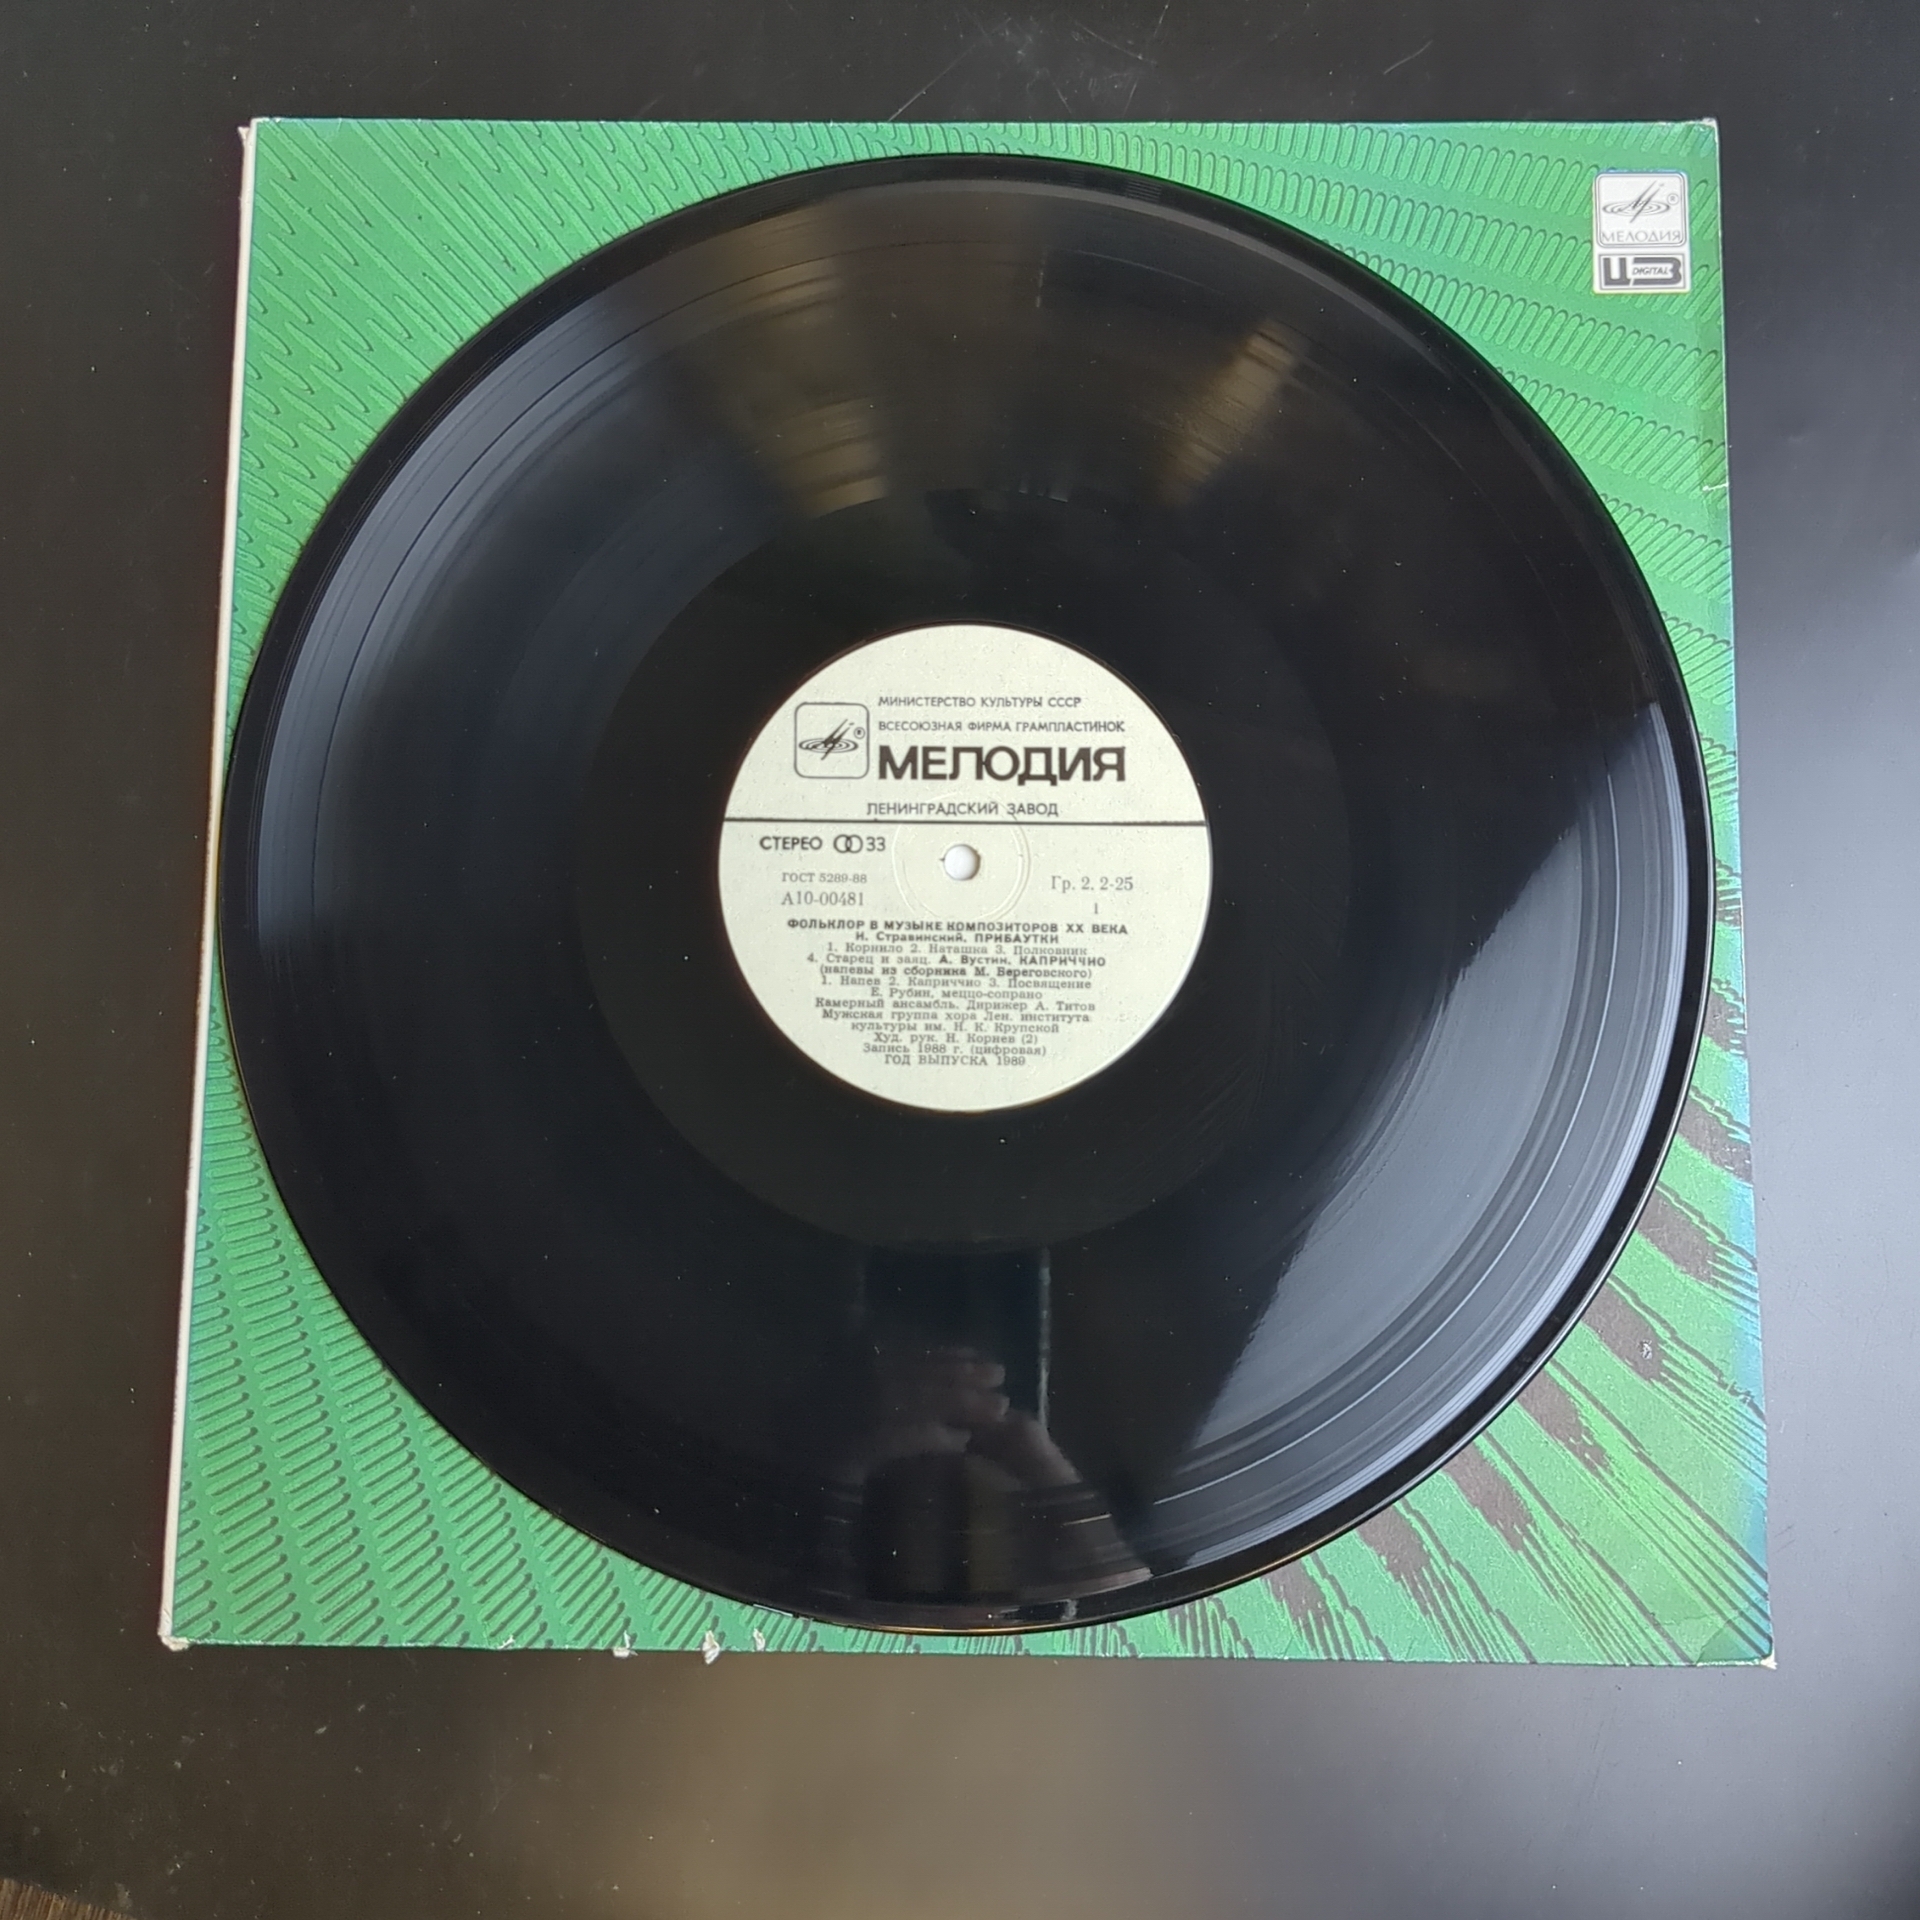 МЕЛОДИЯ
ЦЗ
DIGITAL
МИНИСТЕРСТВО КУЛЬТУРЫ СССР
ВСЕСОЮЗНАЯ ФИРМА ГРАМПЛАСТИНОК
МЕЛОДИЯ
ЛЕНИНГРАДСКИЙ ЗАВОД
СТЕРЕО 33
ГОСТ 5289-88
А10-00481
Гр. 2, 2-25
1
ФОЛЬКЛОР В МУЗЫКЕ КОМПОЗИТОРОВ XX ВЕКА
И. Стравинский. ПРИБАУТКИ
1. Корнило 2. Наташка 3. Полковник
4. Старец и заяц. А. Вустин. КАПРИЧЧИО
(напевы из сборника М. Береговского)
1. Напев 2. Каприччио 3. Посвящение
Е. Рубин, меццо-сопрано
Камерный ансамбль. Дирижер А. Титов
Мужская группа хора Лен. института
культуры им. Н. К. Крупской
Худ. рук. Н. Корнев (2)
Запись 1988 г. (цифровая)
ГОД ВЫПУСКА 1989